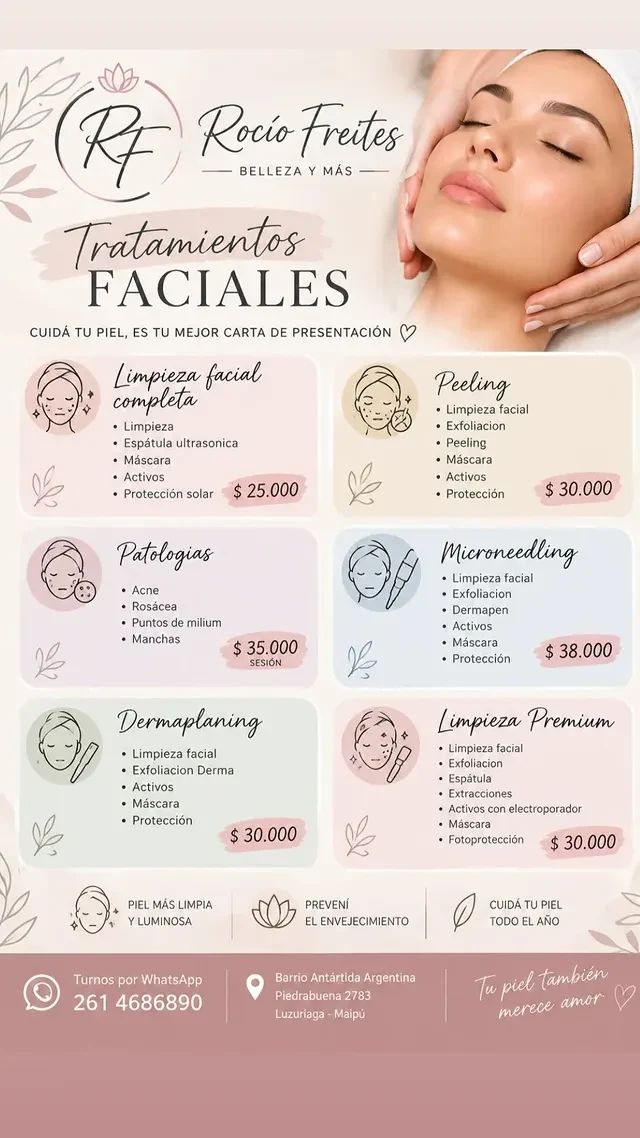 RF
Rocío Freites
BELLEZA Y MÁS
Tratamientos
FACIALES
CUIDÁ TU PIEL, ES TU MEJOR CARTA DE PRESENTACIÓN
Limpieza facial
completa
• Limpieza
• Espátula ultrasonica
• Máscara
• Activos
• Protección solar
$ 25.000
Peeling
• Limpieza facial
• Exfoliacion
• Peeling
• Máscara
• Activos
• Protección
$ 30.000
Patologias
• Acne
• Rosácea
• Puntos de milium
• Manchas
$ 35.000
SESIÓN
Microneedling
• Limpieza facial
• Exfoliacion
• Dermapen
• Activos
• Máscara
• Protección
$ 38.000
Dermaplaning
• Limpieza facial
• Exfoliacion Derma
• Activos
• Máscara
• Protección
$ 30.000
Limpieza Premium
• Limpieza facial
• Exfoliacion
• Espátula
• Extracciones
• Activos con electroporador
• Máscara
• Fotoprotección
$ 30.000
PIEL MÁS LIMPIA
Y LUMINOSA
PREVENÍ
EL ENVEJECIMIENTO
CUIDÁ TU PIEL
TODO EL AÑO
Turnos por WhatsApp
261 4686890
Barrio Antártida Argentina
Piedrabuena 2783
Luzuriaga - Maipú
Tu piel también
merece amor